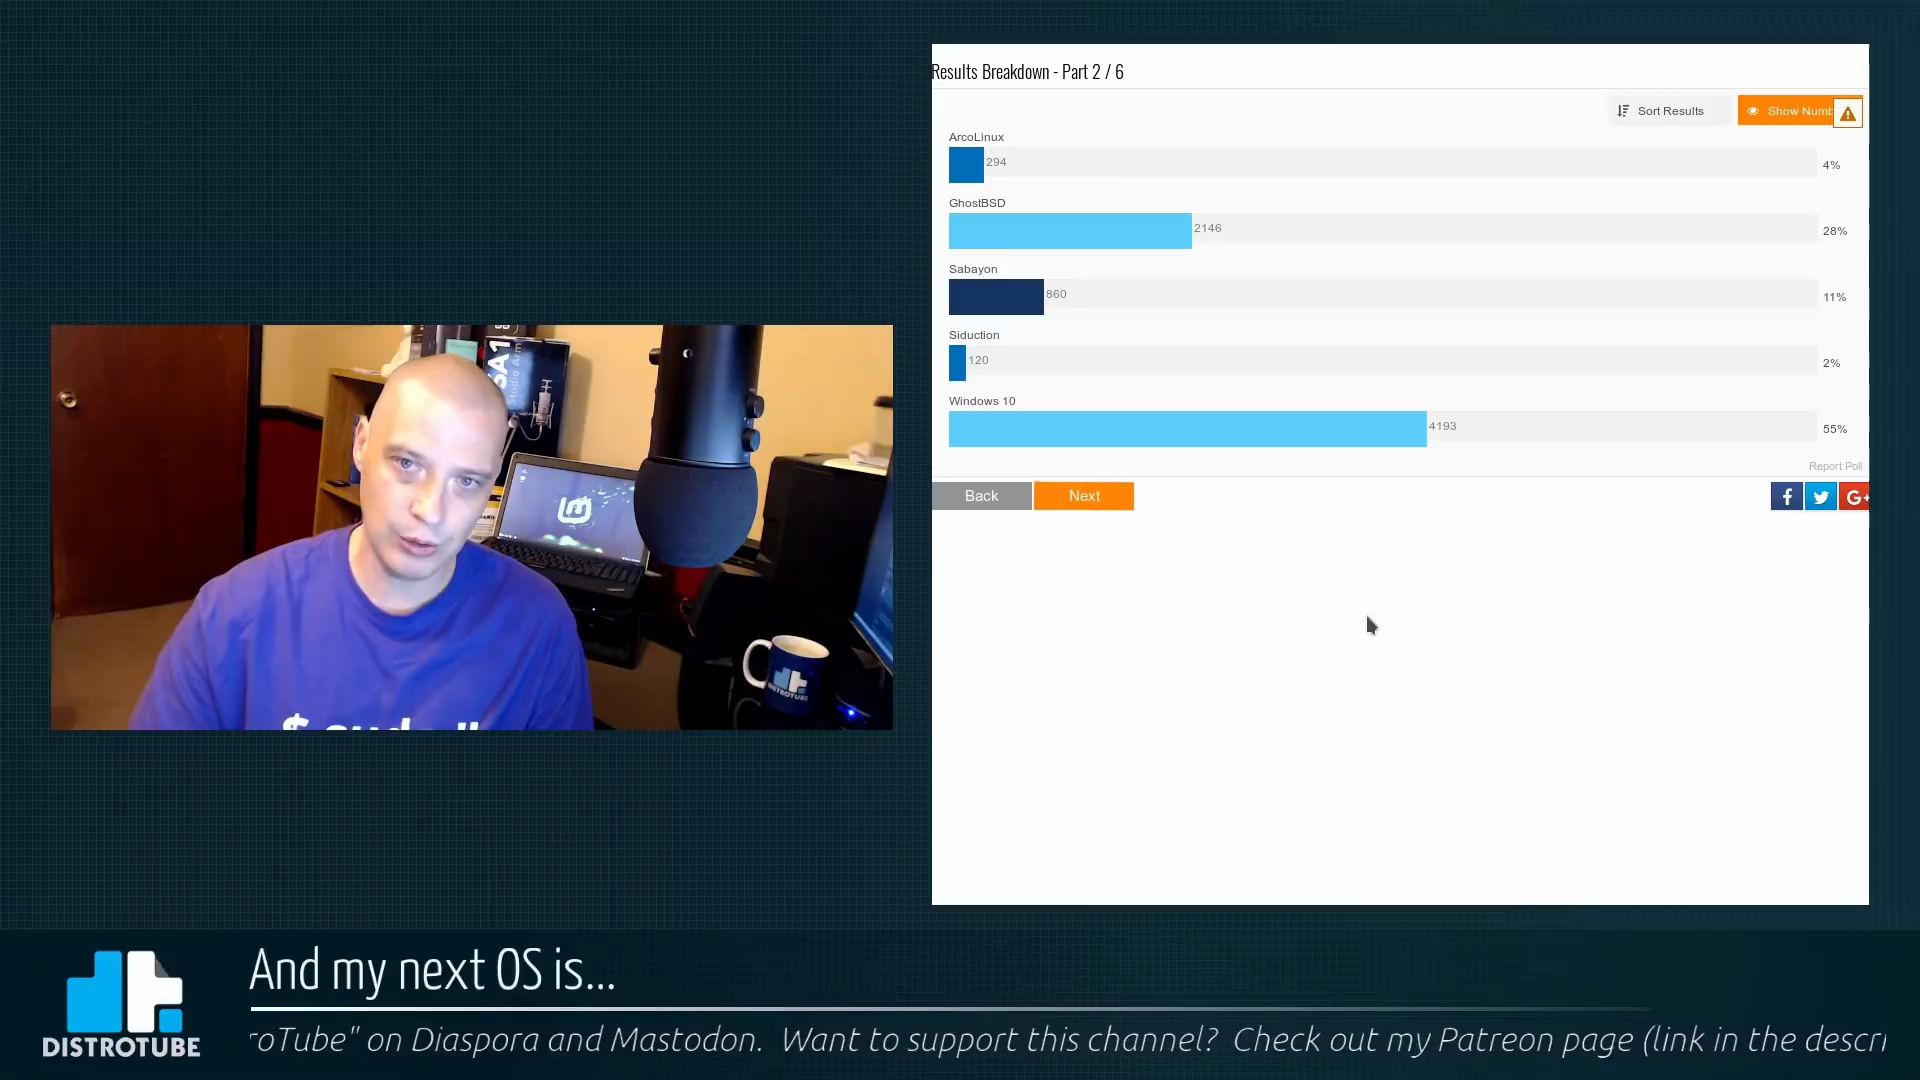 Results Breakdown - Part 2 / 6
Sort Results
Show Numb
ArcoLinux
294
4%
GhostBSD
2146
28%
Sabayon
860
11%
Siduction
120
2%
Windows 10
4193
55%
Report Poll
Back
Next
G+
SA1
DISTROTUBE
And my next OS is...
roTube" on Diaspora and Mastodon. Want to support this channel? Check out my Patreon page (link in the descri
DISTROTUBE